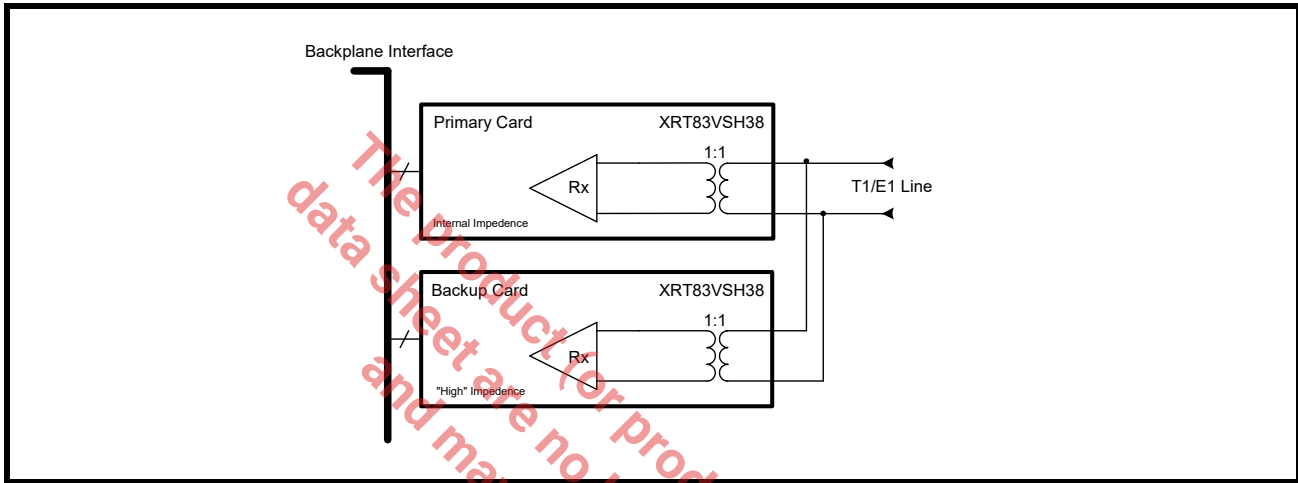 Backplane Interface
Primary Card
XRT83VSH38
1:1
Rx
T1/E1 Line
Internal Impedence
Backup Card
XRT83VSH38
1:1
Rx
"High" Impedence
The product (or prod
data sheet are no
and ma